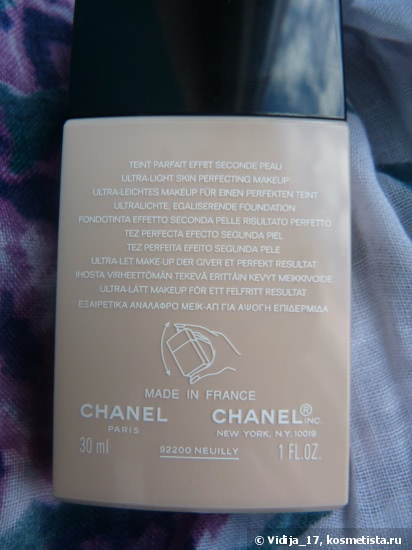 TEINT PARFAIT EFFET SECONDE PEAU
ULTRA-LIGHT SKIN PERFECTING MAKEUP
ULTRA-LEICHTES MAKEUP FÜR EINEN PERFEKTEN TEINT
ULTRALICHTE, EGALISERENDE FOUNDATION
FONDOTINTA EFFETTO SECONDA PELLE RISULTATO PERFETTO
TEZ PERFECTA EFECTO SEGUNDA PIEL
TEZ PERFEITA EFEITO SEGUNDA PELE
ULTRA-LET MAKE-UP DER GIVER ET PERFEKT RESULTAT
IHOSTA VIRHEETTÖMÄN TEKEVÄ ERITTÄIN KEVYT MEIKKIVOIDE
ULTRA-LÄTT MAKEUP FÖR ETT FELFRITT RESULTAT
ΕΞΑΙΡΕΤΙΚΑ ΑΝΑΛΑΦΡΟ ΜΕΪΚ-ΑΠ ΓΙΑ ΑΨΟΓΗ ΕΠΙΔΕΡΜΙΔΑ
MADE IN FRANCE
CHANEL CHANEL® INC.
PARIS NEW YORK, N.Y. 10019
30 ml 92200 NEUILLY 1 FL.OZ.
© Vidija_17, kosmetista.ru